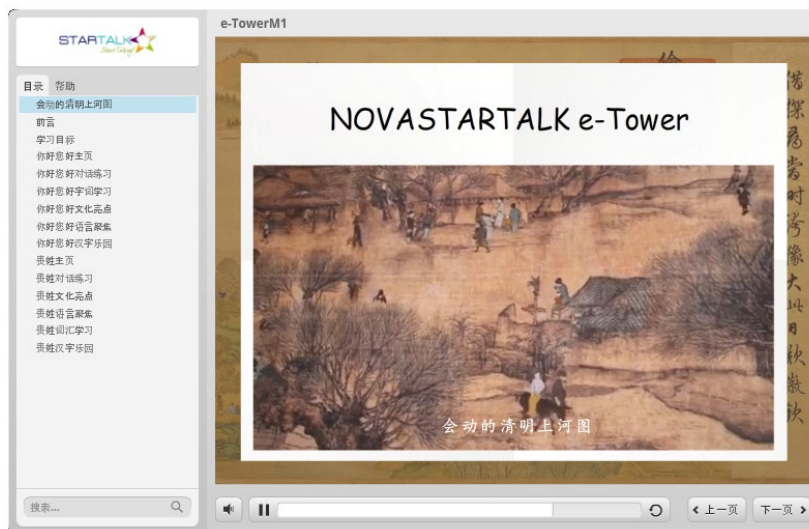 STARTALK
Start Talking!
e-TowerM1
目录 帮助
会动的清明上河图
前言
学习目标
你好您好主页
你好您好对话练习
你好您好字词学习
你好您好文化亮点
你好您好语言聚焦
你好您好汉字乐园
贵姓主页
贵姓对话练习
贵姓文化亮点
贵姓语言聚焦
贵姓词汇学习
贵姓汉字乐园
搜索...
NOVASTARTALK e-Tower
会动的清明上河图
上一页
下一页